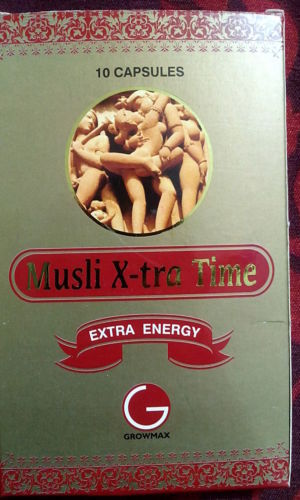 10 CAPSULES
Musli X-tra Time
EXTRA ENERGY
G
GROWMAX